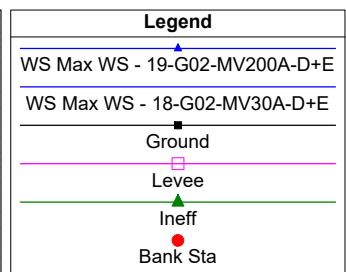 Legend
WS Max WS - 19-G02-MV200A-D+E
WS Max WS - 18-G02-MV30A-D+E
Ground
Levee
Ineff
Bank Sta